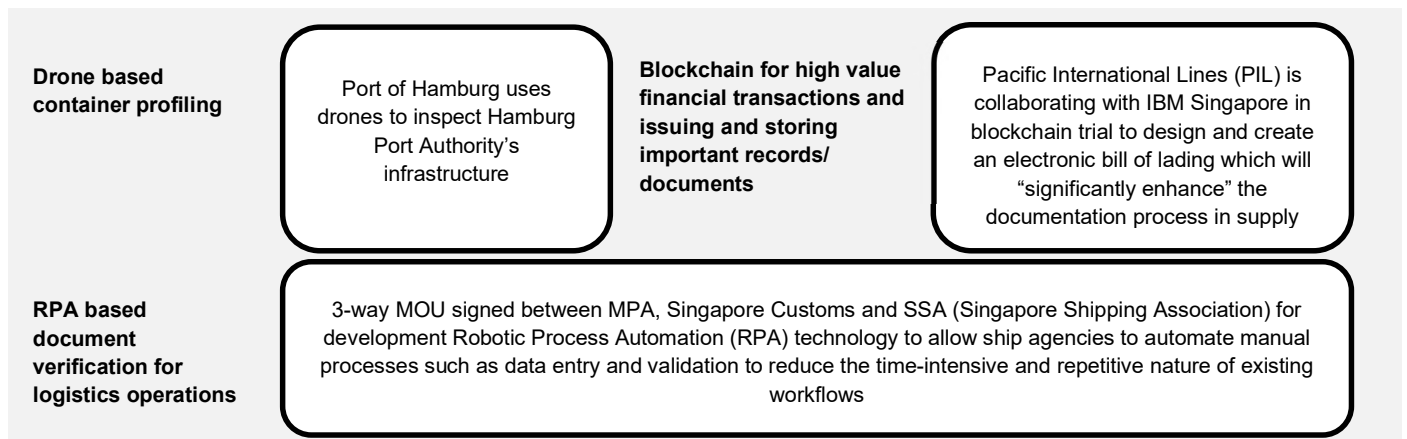 Drone based
container profiling
Port of Hamburg uses
drones to inspect Hamburg
Port Authority’s
infrastructure
Blockchain for high value
financial transactions and
issuing and storing
important records/
documents
Pacific International Lines (PIL) is
collaborating with IBM Singapore in
blockchain trial to design and create
an electronic bill of lading which will
“significantly enhance” the
documentation process in supply
RPA based
document
verification for
logistics operations
3-way MOU signed between MPA, Singapore Customs and SSA (Singapore Shipping Association) for
development Robotic Process Automation (RPA) technology to allow ship agencies to automate manual
processes such as data entry and validation to reduce the time-intensive and repetitive nature of existing
workflows